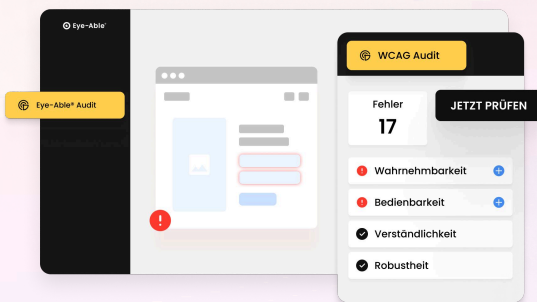 Eye-Able®
Eye-Able® Audit
WCAG Audit
Fehler
17
JETZT PRÜFEN
Wahrnehmbarkeit
Bedienbarkeit
Verständlichkeit
Robustheit